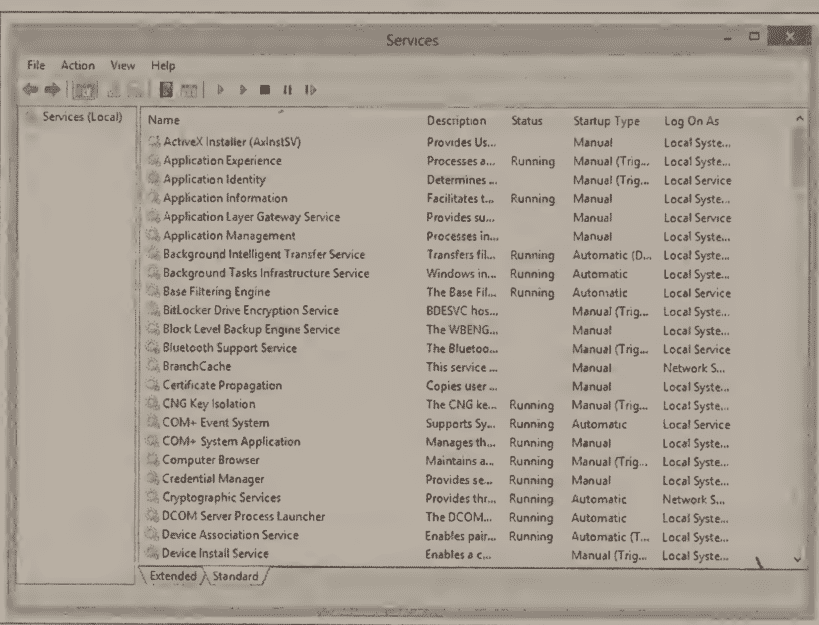 Services
File Action View Help
Services (Local)
Name Description Status Startup Type Log On As
ActiveX Installer (AxInstSV) Provides Us... Manual Local Syste...
Application Experience Processes a... Running Manual (Trig... Local Syste...
Application Identity Determines ... Manual (Trig... Local Service
Application Information Facilitates t... Running Manual Local Syste...
Application Layer Gateway Service Provides su... Manual Local Service
Application Management Processes in... Manual Local Syste...
Background Intelligent Transfer Service Transfers fil... Running Automatic (D... Local Syste...
Background Tasks Infrastructure Service Windows in... Running Automatic Local Syste...
Base Filtering Engine The Base Fil... Running Automatic Local Service
BitLocker Drive Encryption Service BDESVC hos... Manual (Trig... Local Syste...
Block Level Backup Engine Service The WBENG... Manual Local Syste...
Bluetooth Support Service The Bluetoo... Manual (Trig... Local Service
BranchCache This service ... Manual Network S...
Certificate Propagation Copies user ... Manual Local Syste...
CNG Key Isolation The CNG ke... Running Manual (Trig... Local Syste...
COM+ Event System Supports Sy... Running Automatic Local Service
COM+ System Application Manages th... Running Manual Local Syste...
Computer Browser Maintains a... Running Manual (Trig... Local Syste...
Credential Manager Provides se... Running Manual Local Syste...
Cryptographic Services Provides thr... Running Automatic Network S...
DCOM Server Process Launcher The DCOM... Running Automatic Local Syste...
Device Association Service Enables pair... Running Automatic (T... Local Syste...
Device Install Service Enables a c... Manual (Trig... Local Syste...
Extended Standard